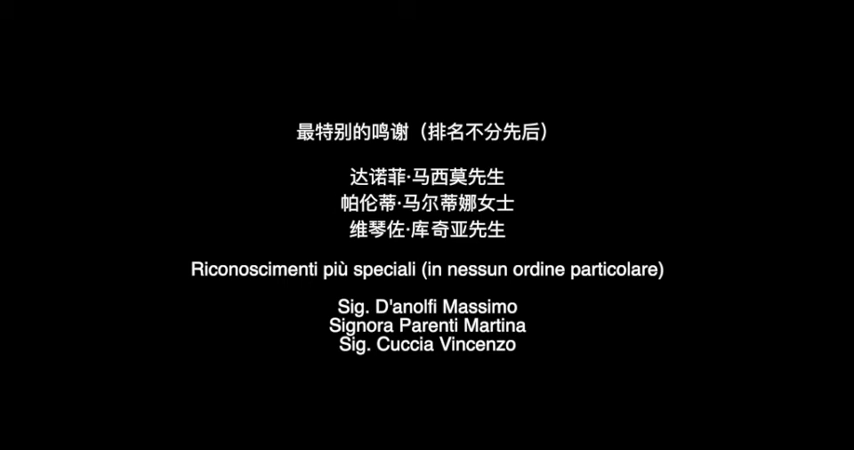 最特别的鸣谢（排名不分先后）
达诺菲·马西莫先生
帕伦蒂·马尔蒂娜女士
维琴佐·库奇亚先生
Riconoscimenti più speciali (in nessun ordine particolare)
Sig. D'anolfi Massimo
Signora Parenti Martina
Sig. Cuccia Vincenzo